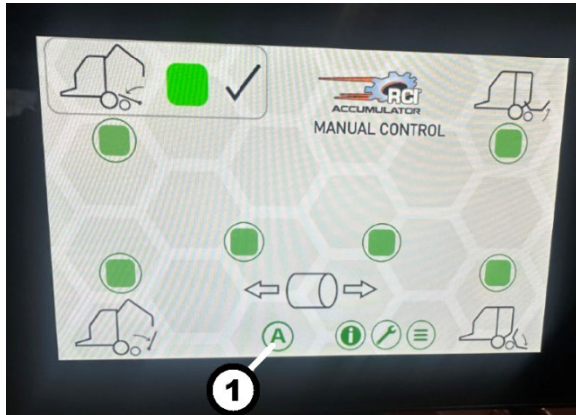 RCI
ACCUMULATOR
MANUAL CONTROL
A
i
1